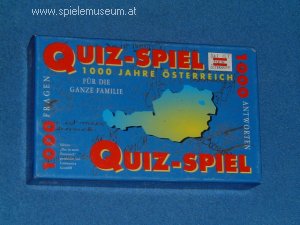 www.spielemuseum.at
QUIZ-SPIEL
1000 JAHRE ÖSTERREICH
FÜR DIE
GANZE FAMILIE
1000 FRAGEN
1000 ANTWORTEN
QUIZ-SPIEL